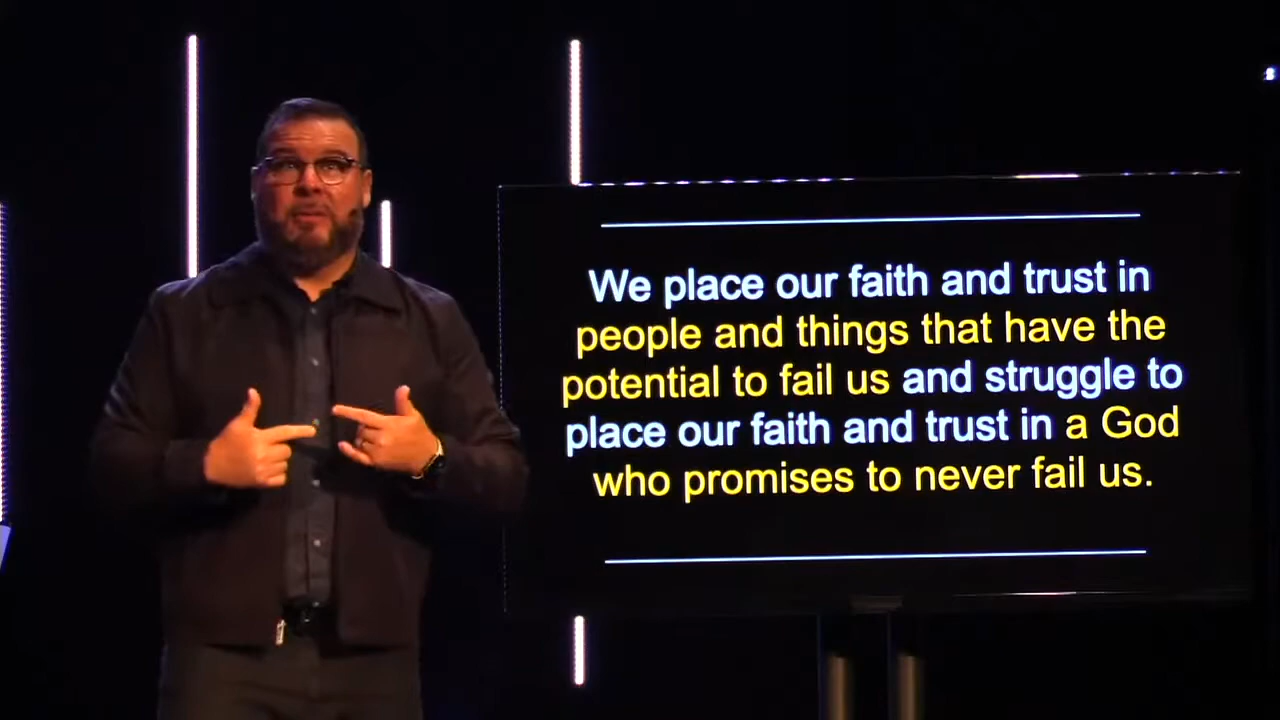 We place our faith and trust in
people and things that have the
potential to fail us and struggle to
place our faith and trust in a God
who promises to never fail us.